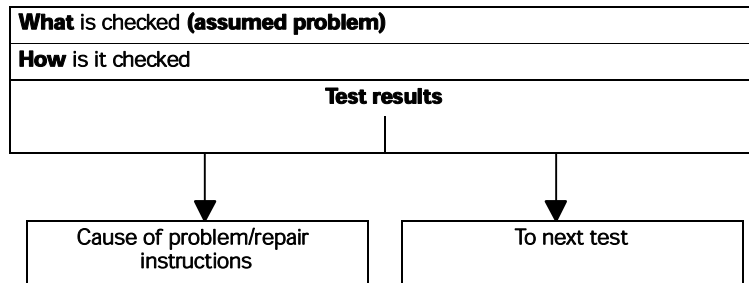 What is checked (assumed problem)
How is it checked
Test results
Cause of problem/repair
instructions
To next test